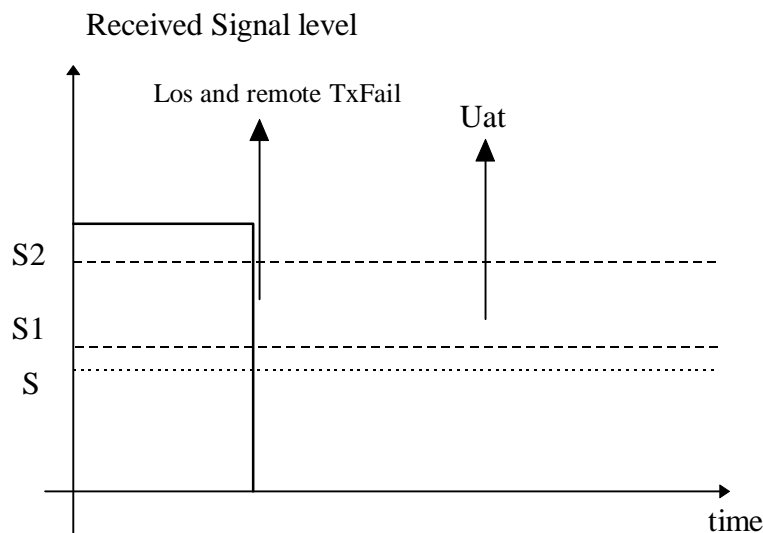 Received Signal level
Los and remote TxFail
Uat
S2
S1
S
time